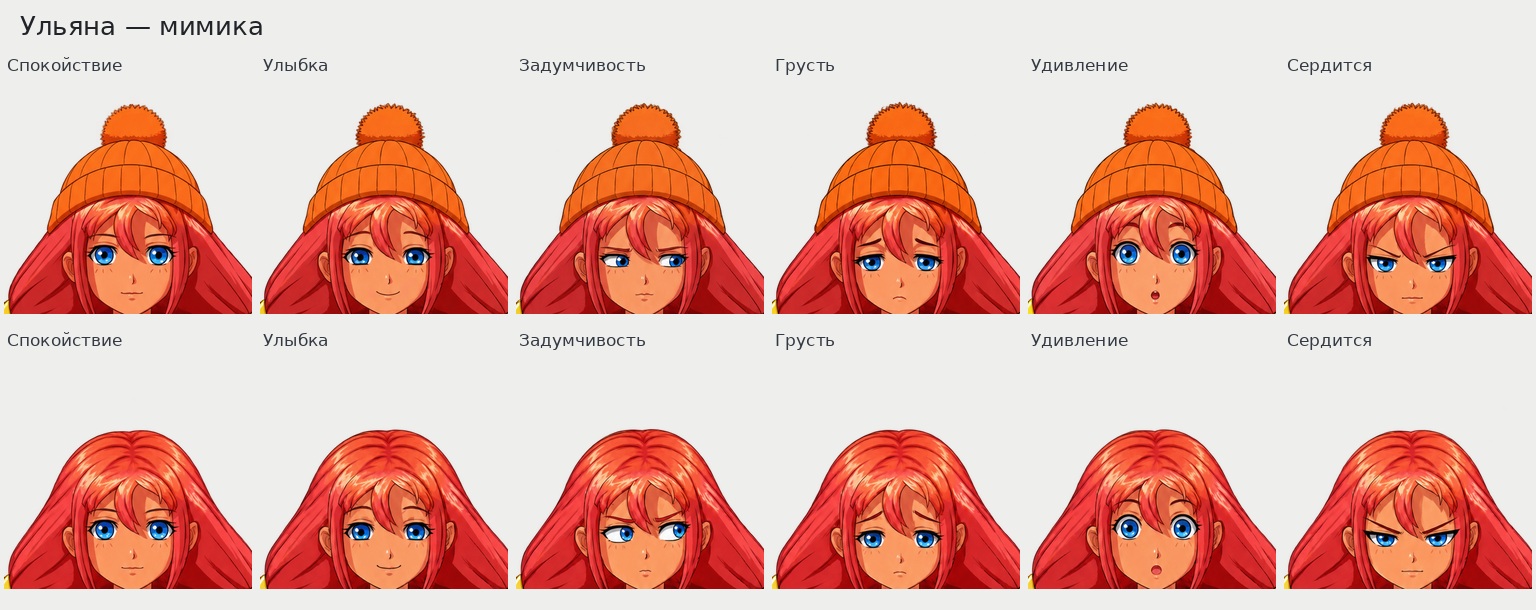 Ульяна — мимика
Спокойствие Улыбка Задумчивость Грусть Удивление Сердится
Спокойствие Улыбка Задумчивость Грусть Удивление Сердится